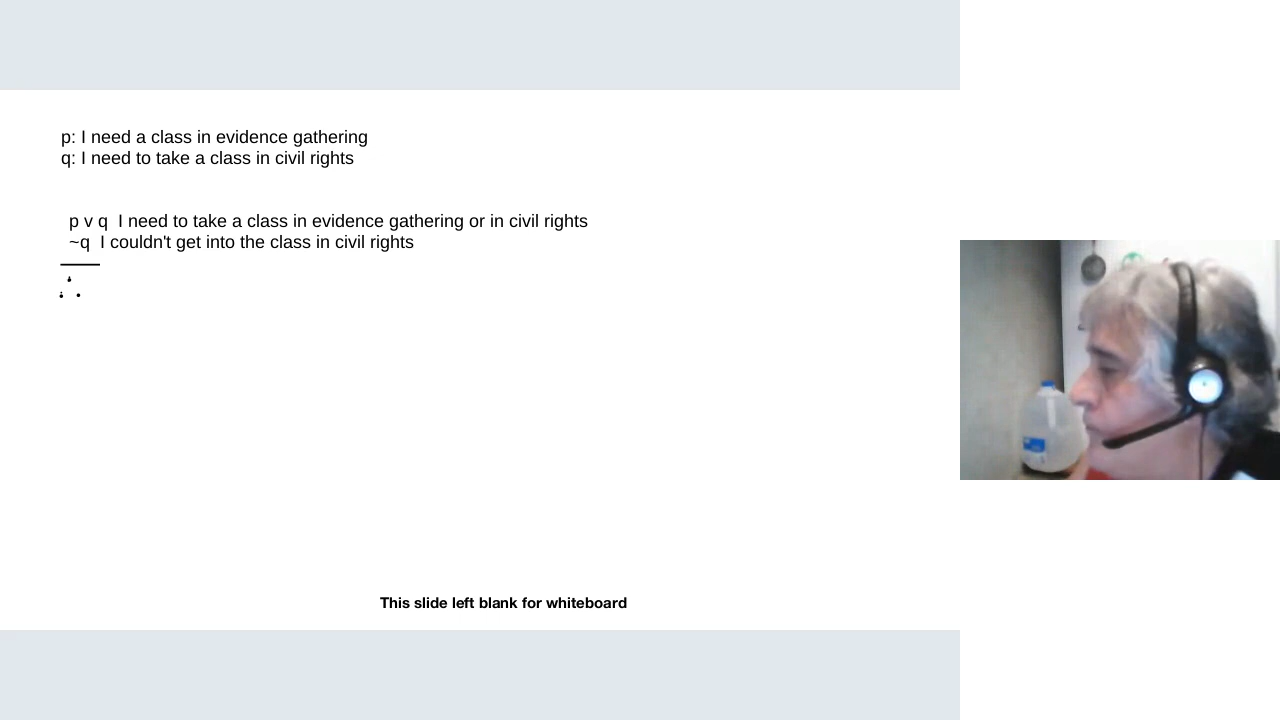 p: I need a class in evidence gathering
q: I need to take a class in civil rights
p v q  I need to take a class in evidence gathering or in civil rights
~q  I couldn't get into the class in civil rights
This slide left blank for whiteboard